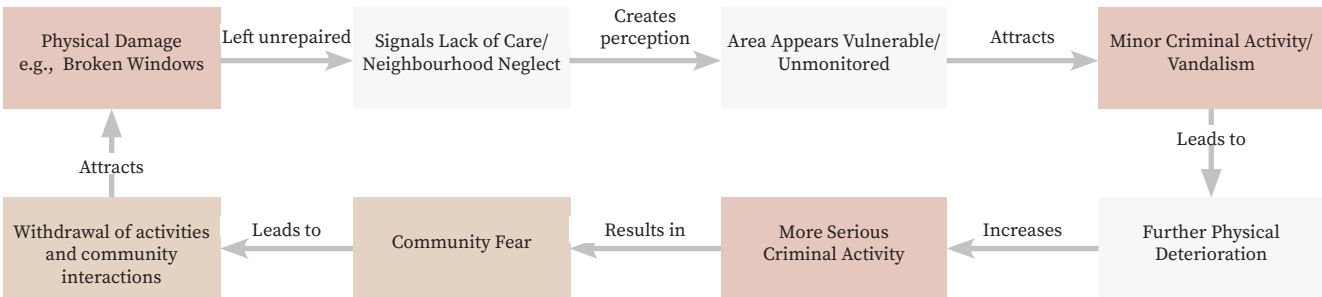 Physical Damage
e.g., Broken Windows
Left unrepaired
Signals Lack of Care/
Neighbourhood Neglect
Creates
perception
Area Appears Vulnerable/
Unmonitored
Attracts
Minor Criminal Activity/
Vandalism
Leads to
Further Physical
Deterioration
Increases
More Serious
Criminal Activity
Results in
Community Fear
Leads to
Withdrawal of activities
and community
interactions
Attracts